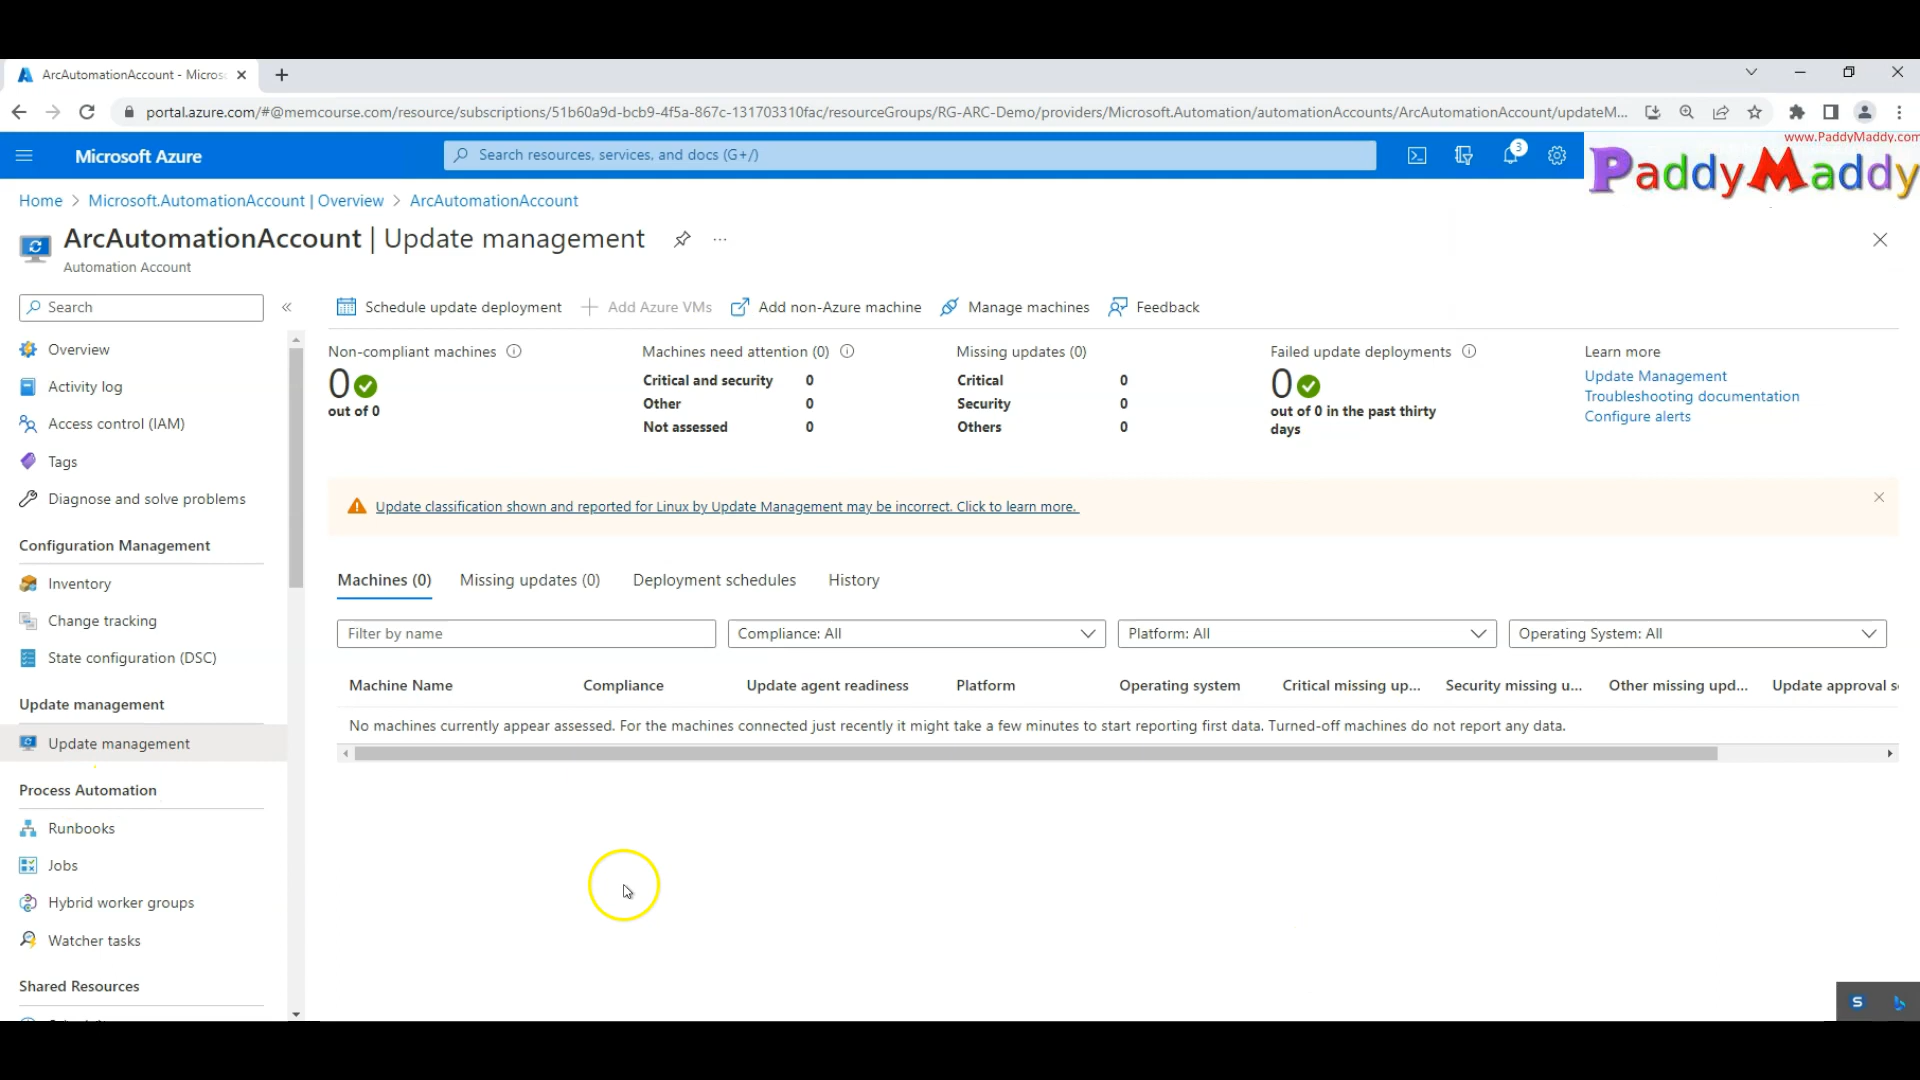 ArcAutomationAccount - Micros
portal.azure.com/#@memcourse.com/resource/subscriptions/51b60a9d-bcb9-4f5a-867c-131703310fac/resourceGroups/RG-ARC-Demo/providers/Microsoft.Automation/automationAccounts/ArcAutomationAccount/updateM...
www.PaddyMaddy.com
Microsoft Azure
Search resources, services, and docs (G+/)
3
PaddyMaddy
Home > Microsoft.AutomationAccount | Overview > ArcAutomationAccount
ArcAutomationAccount | Update management
Automation Account
Search
Overview
Activity log
Access control (IAM)
Tags
Diagnose and solve problems
Configuration Management
Inventory
Change tracking
State configuration (DSC)
Update management
Update management
Process Automation
Runbooks
Jobs
Hybrid worker groups
Watcher tasks
Shared Resources
Schedule update deployment
Add Azure VMs
Add non-Azure machine
Manage machines
Feedback
Non-compliant machines
0
out of 0
Machines need attention (0)
Critical and security 0
Other 0
Not assessed 0
Missing updates (0)
Critical 0
Security 0
Others 0
Failed update deployments
0
out of 0 in the past thirty
days
Learn more
Update Management
Troubleshooting documentation
Configure alerts
Update classification shown and reported for Linux by Update Management may be incorrect. Click to learn more.
Machines (0) Missing updates (0) Deployment schedules History
Filter by name
Compliance: All
Platform: All
Operating System: All
Machine Name Compliance Update agent readiness Platform Operating system Critical missing up... Security missing u... Other missing upd... Update approval s
No machines currently appear assessed. For the machines connected just recently it might take a few minutes to start reporting first data. Turned-off machines do not report any data.
S